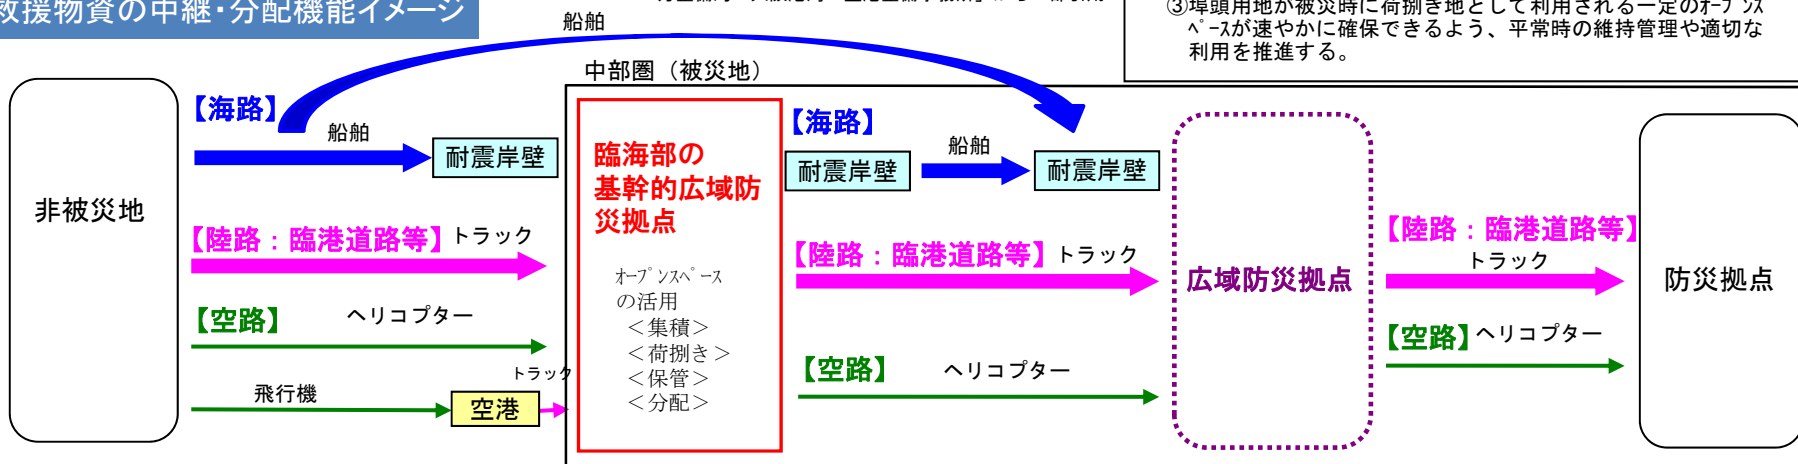 救援物資の中継・分配機能イメージ
③埠頭用地が被災時に荷捌き地として利用される一定のｵｰﾌﾟﾝｽ
ﾍﾟｰｽが速やかに確保できるよう、平常時の維持管理や適切な
利用を推進する。
船舶
中部圏（被災地）
非被災地
【海路】
船舶
耐震岸壁
【陸路：臨港道路等】
トラック
【空路】
ヘリコプター
飛行機
空港
トラック
臨海部の
基幹的広域防
災拠点
ｵｰﾌﾟﾝｽﾍﾟｰｽ
の活用
＜集積＞
＜荷捌き＞
＜保管＞
＜分配＞
【海路】
耐震岸壁
船舶
耐震岸壁
【陸路：臨港道路等】
トラック
【空路】
ヘリコプター
広域防災拠点
【陸路：臨港道路等】
トラック
【空路】
ヘリコプター
防災拠点